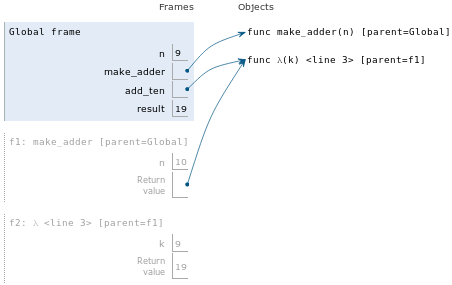 Frames Objects
Global frame
func make_adder(n) [parent=Global]
n 9
make_adder
func λ(k) <line 3> [parent=f1]
add_ten
result 19
f1: make_adder [parent=Global]
n 10
Return
value
f2: λ <line 3> [parent=f1]
k 9
Return
value 19